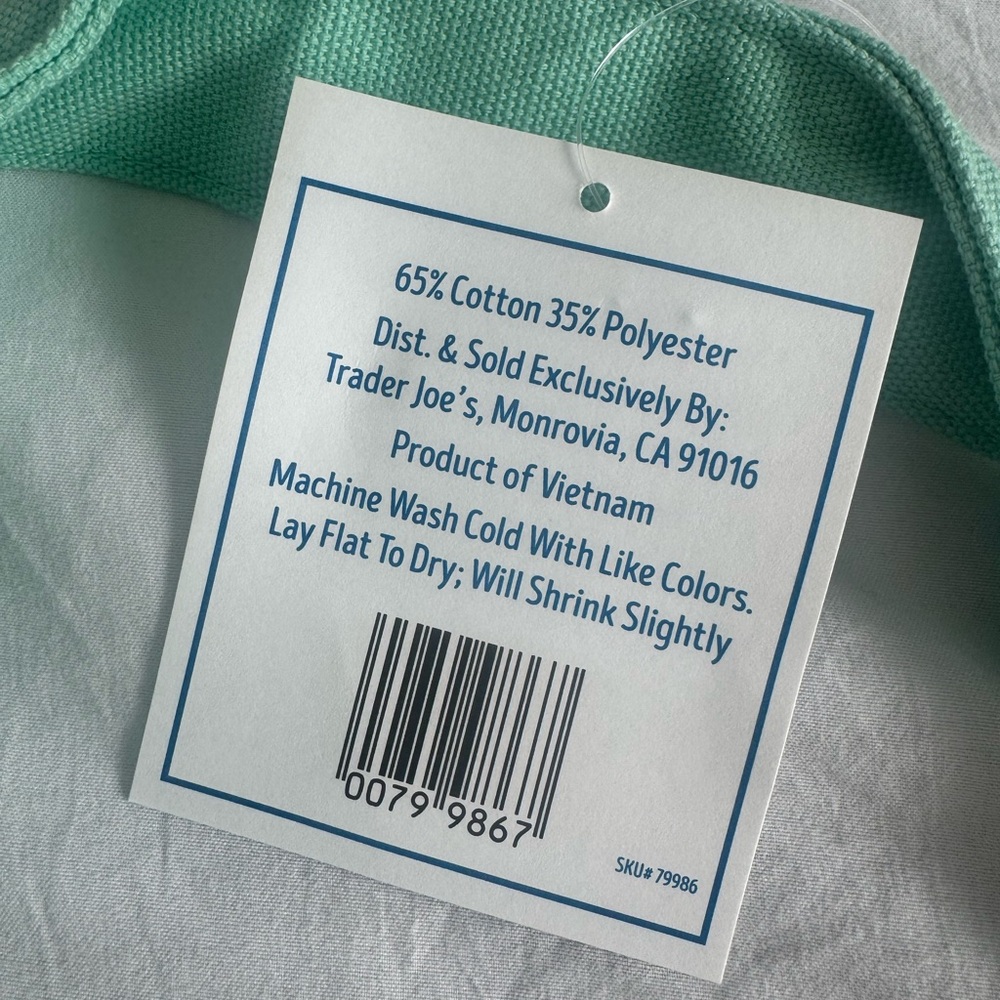 65% Cotton 35% Polyester
Dist. & Sold Exclusively By:
Trader Joe's, Monrovia, CA 91016
Product of Vietnam
Machine Wash Cold With Like Colors.
Lay Flat To Dry; Will Shrink Slightly
0079 9867
SKU# 79986